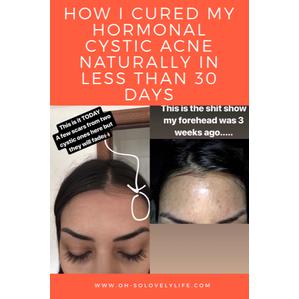 HOW I CURED MY
HORMONAL
CYSTIC ACNE
NATURALLY IN
LESS THAN 30
DAYS
This is it TODAY
A few scars from two
cystic ones here but
they will fade
This is the shit show
my forehead was 3
weeks ago.....
WWW.OH-SOLOVELYLIFE.COM